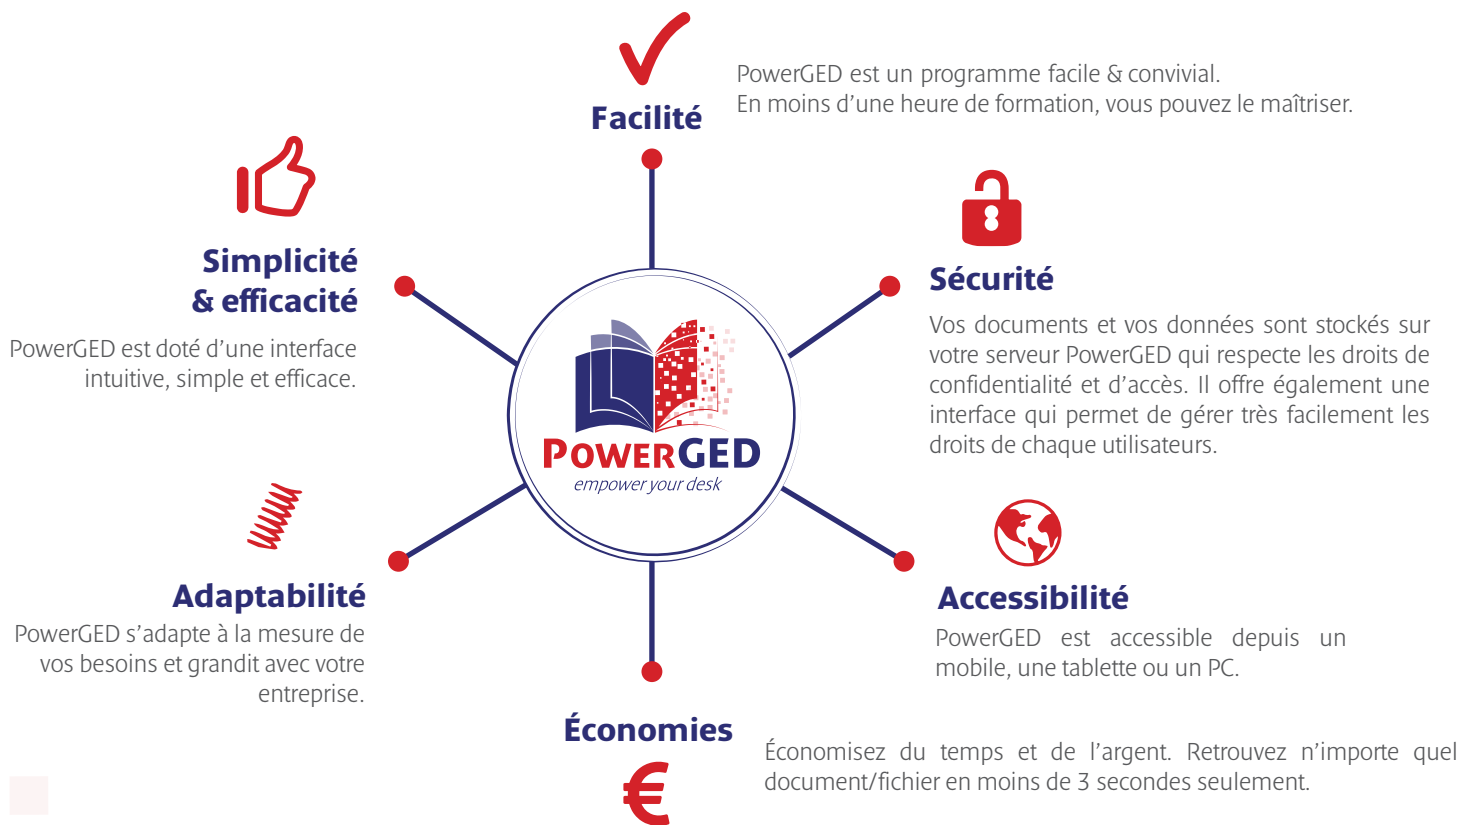 Facilité
PowerGED est un programme facile & convivial.
En moins d’une heure de formation, vous pouvez le maîtriser.
Sécurité
Vos documents et vos données sont stockés sur
votre serveur PowerGED qui respecte les droits de
confidentialité et d’accès. Il offre également une
interface qui permet de gérer très facilement les
droits de chaque utilisateurs.
Accessibilité
PowerGED est accessible depuis un
mobile, une tablette ou un PC.
Économies
€
Économisez du temps et de l’argent. Retrouvez n’importe quel
document/fichier en moins de 3 secondes seulement.
Adaptabilité
PowerGED s’adapte à la mesure de
vos besoins et grandit avec votre
entreprise.
Simplicité
& efficacité
PowerGED est doté d’une interface
intuitive, simple et efficace.
POWERGED
empower your desk